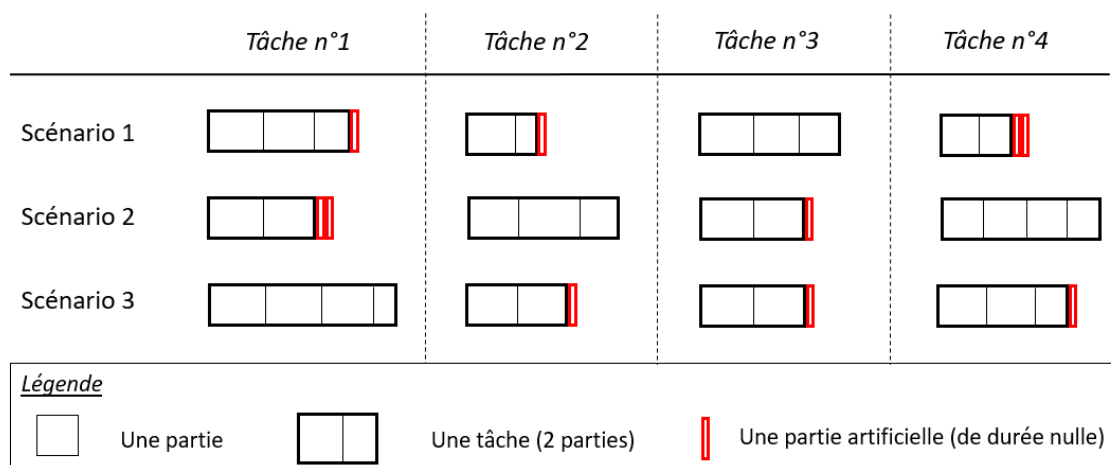 Tâche n°1 Tâche n°2 Tâche n°3 Tâche n°4
Scénario 1
Scénario 2
Scénario 3
Légende
Une partie Une tâche (2 parties) Une partie artificielle (de durée nulle)